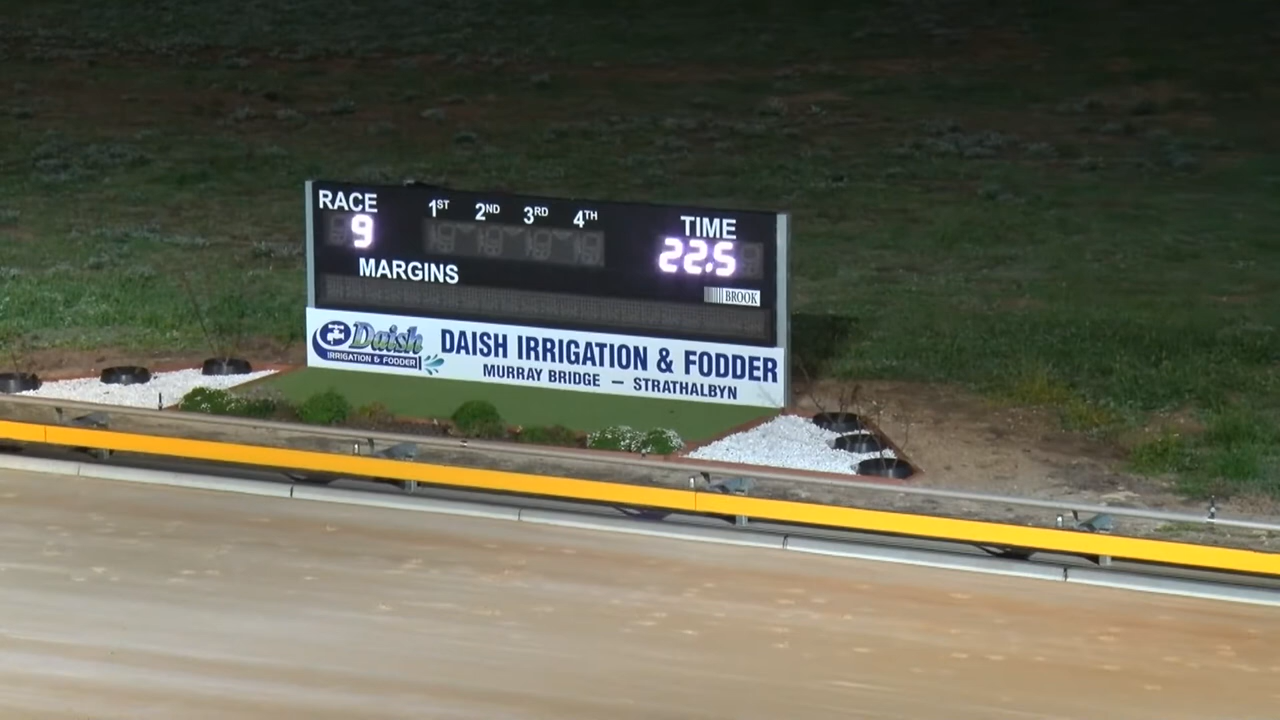 RACE 1ST 2ND 3RD 4TH TIME
9 22.5
MARGINS
BROOK
Daish
IRRIGATION & FODDER
DAISH IRRIGATION & FODDER
MURRAY BRIDGE — STRATHALBYN